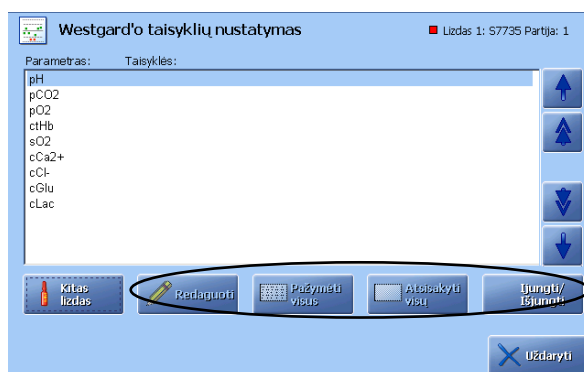 Westgard'o taisyklių nustatymas
Lizdas 1: S7735 Partija: 1
Parametras: Taisyklės:
pH
pCO2
pO2
ctHb
sO2
cCa2+
cCl-
cGlu
cLac
Kitas
lizdas
Redaguoti
Pažymėti
visus
Atsisakyti
visų
Įjungti/
Išjungti
Uždaryti